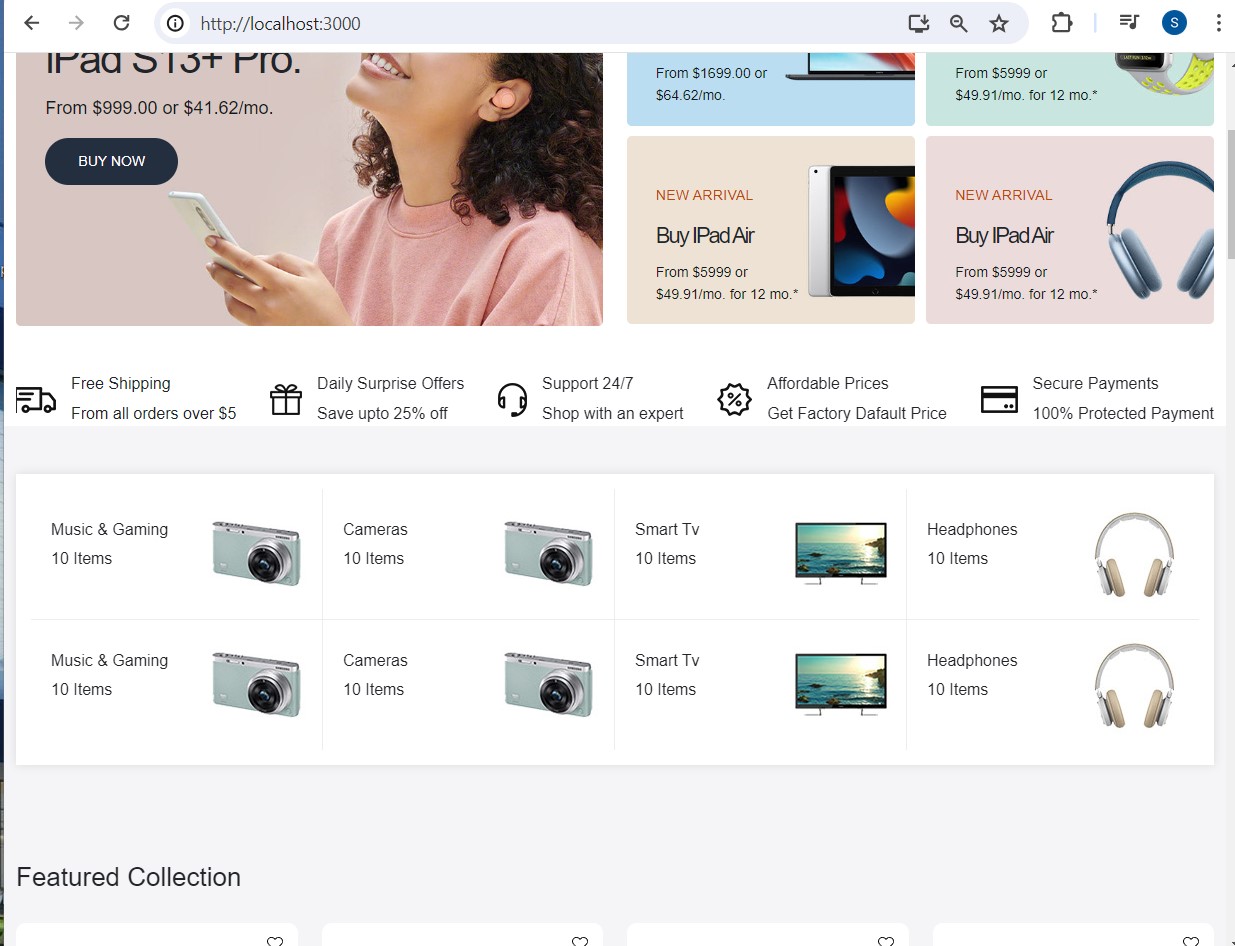 http://localhost:3000
S
IPad S13+ Pro.
From $999.00 or $41.62/mo.
BUY NOW
From $1699.00 or
$64.62/mo.
From $5999 or
$49.91/mo. for 12 mo.*
NEW ARRIVAL
Buy IPad Air
From $5999 or
$49.91/mo. for 12 mo.*
NEW ARRIVAL
Buy IPad Air
From $5999 or
$49.91/mo. for 12 mo.*
Free Shipping
From all orders over $5
Daily Surprise Offers
Save upto 25% off
Support 24/7
Shop with an expert
Affordable Prices
Get Factory Dafault Price
Secure Payments
100% Protected Payment
Music & Gaming
10 Items
Cameras
10 Items
Smart Tv
10 Items
Headphones
10 Items
Music & Gaming
10 Items
Cameras
10 Items
Smart Tv
10 Items
Headphones
10 Items
Featured Collection